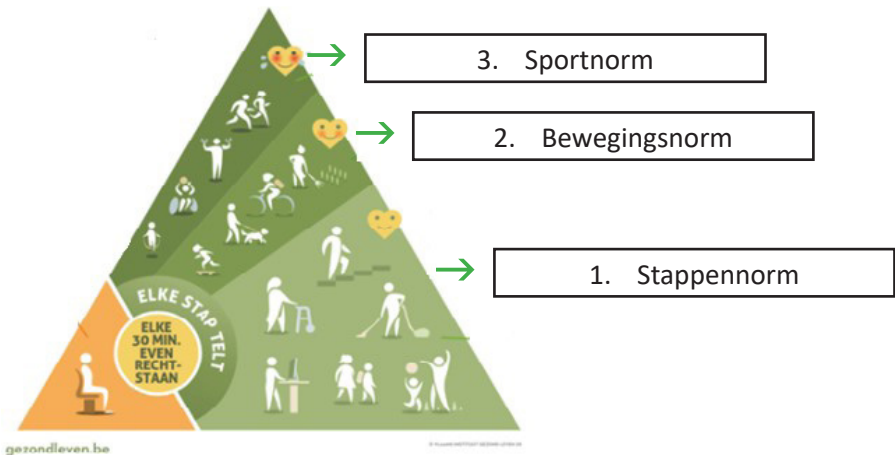 3. Sportnorm
2. Bewegingsnorm
1. Stappennorm
ELKE STAP TELT
ELKE
30 MIN.
EVEN
RECHT-
STAAN
gezondleven.be